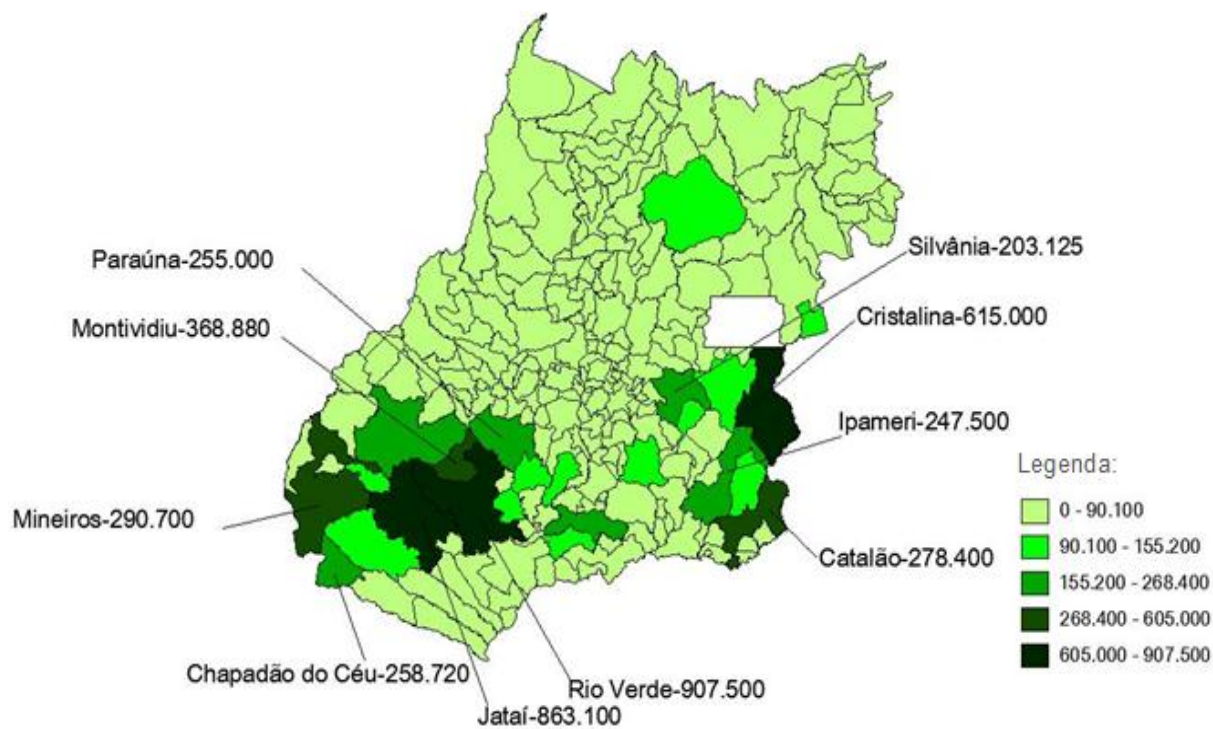 Silvânia-203.125
Paraúna-255.000
Cristalina-615.000
Montividiu-368.880
Ipameri-247.500
Mineiros-290.700
Catalão-278.400
Chapadão do Céu-258.720
Rio Verde-907.500
Jataí-863.100
Legenda:
0 - 90.100
90.100 - 155.200
155.200 - 268.400
268.400 - 605.000
605.000 - 907.500